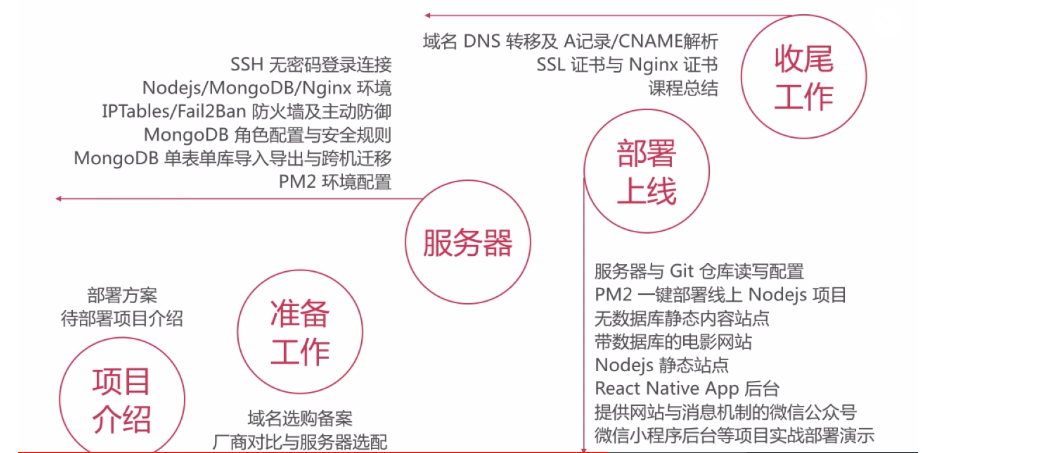 域名 DNS 转移及 A记录/CNAME解析
SSL 证书与 Nginx 证书
课程总结
收尾
工作
SSH 无密码登录连接
Nodejs/MongoDB/Nginx 环境
IPTables/Fail2Ban 防火墙及主动防御
MongoDB 角色配置与安全规则
MongoDB 单表单库导入导出与跨机迁移
PM2 环境配置
部署
上线
服务器
服务器与 Git 仓库读写配置
PM2 一键部署线上 Nodejs 项目
无数据库静态内容站点
带数据库的电影网站
Nodejs 静态站点
React Native App 后台
提供网站与消息机制的微信公众号
微信小程序后台等项目实战部署演示
准备
工作
域名选购备案
厂商对比与服务器选配
部署方案
待部署项目介绍
项目
介绍